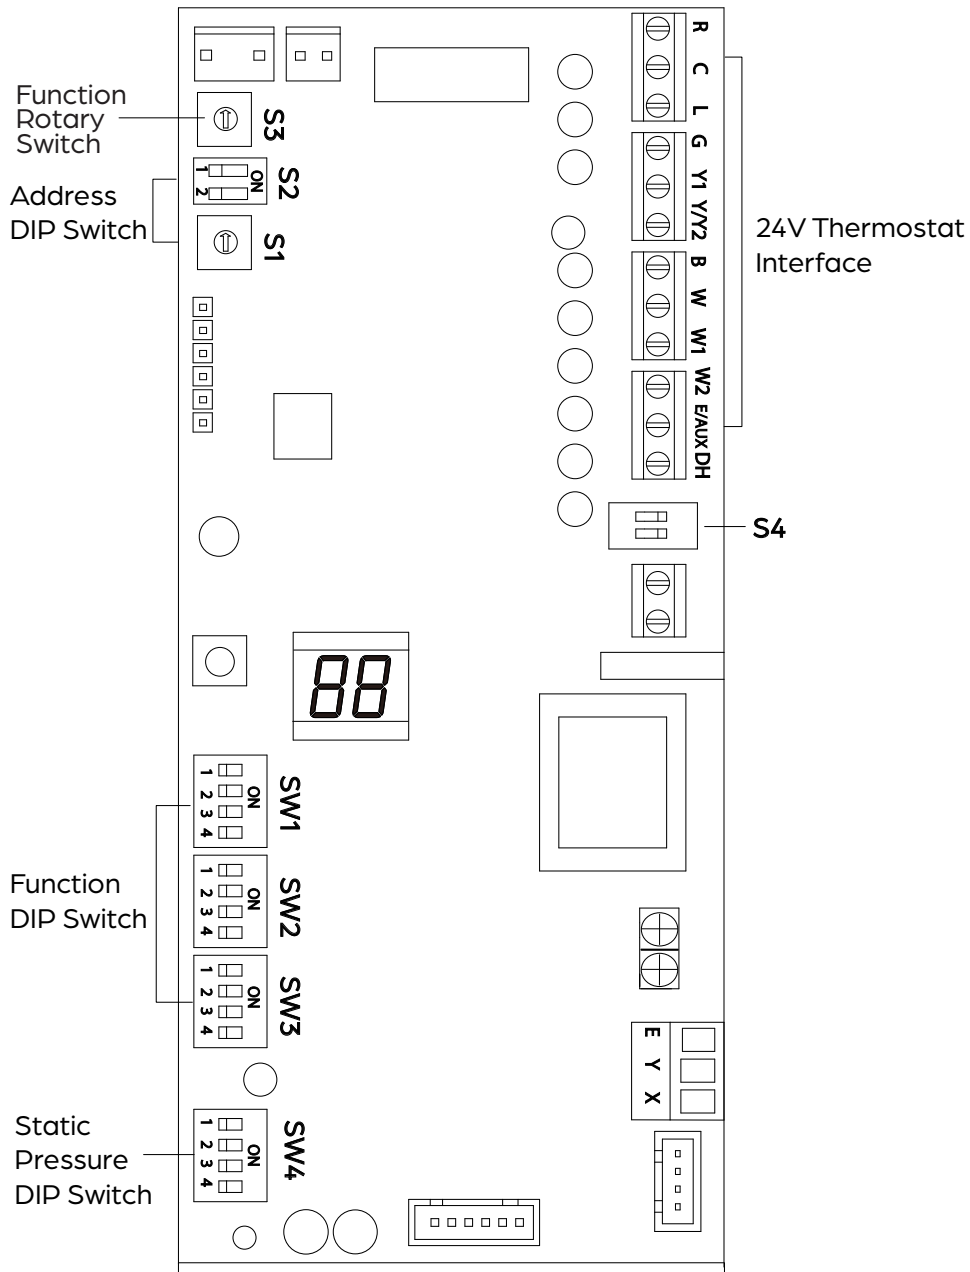 R
C
L
G
Y1
Y/Y2
B
W
W1
W2
E/AUX
DH
Function
Rotary
Switch
S3
Address
DIP Switch
1
2
ON
S2
S1
24V Thermostat
Interface
S4
88
Function
DIP Switch
1
2
3
4
ON
SW1
1
2
3
4
ON
SW2
1
2
3
4
ON
SW3
E
Y
X
Static
Pressure
DIP Switch
1
2
3
4
ON
SW4